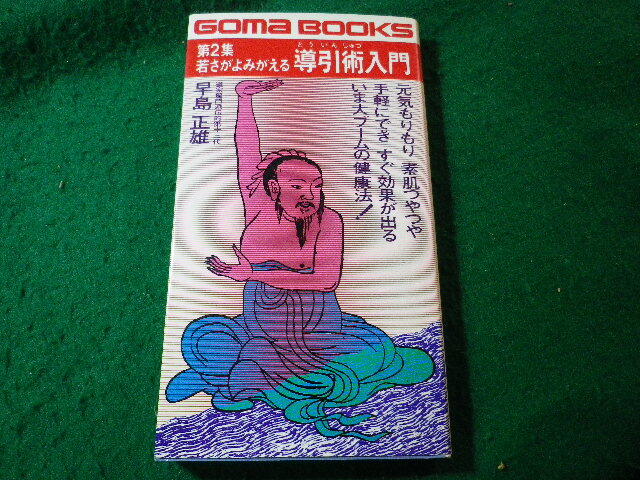 GOMA BOOKS
第2集
若さがよみがえる
どういんじゅつ
導引術入門
元気もりもり 素肌つやつや
手軽にでき すぐ効果が出る
いま大ブームの健康法!
早島正雄